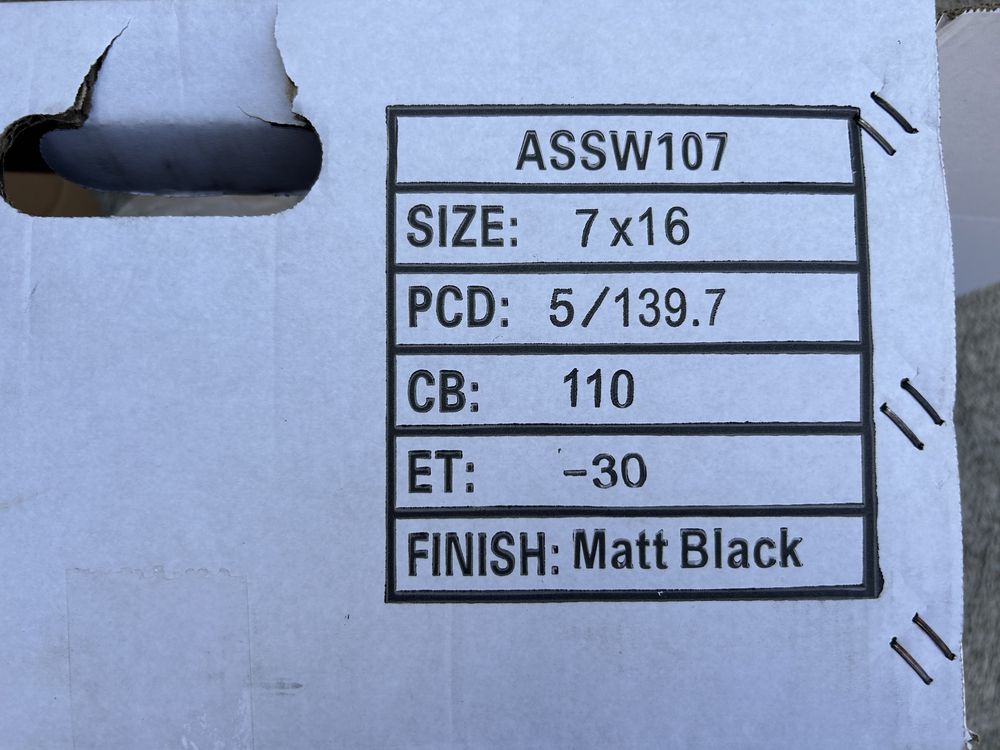 ASSW107
SIZE: 7x16
PCD: 5/139.7
CB: 110
ET: -30
FINISH: Matt Black